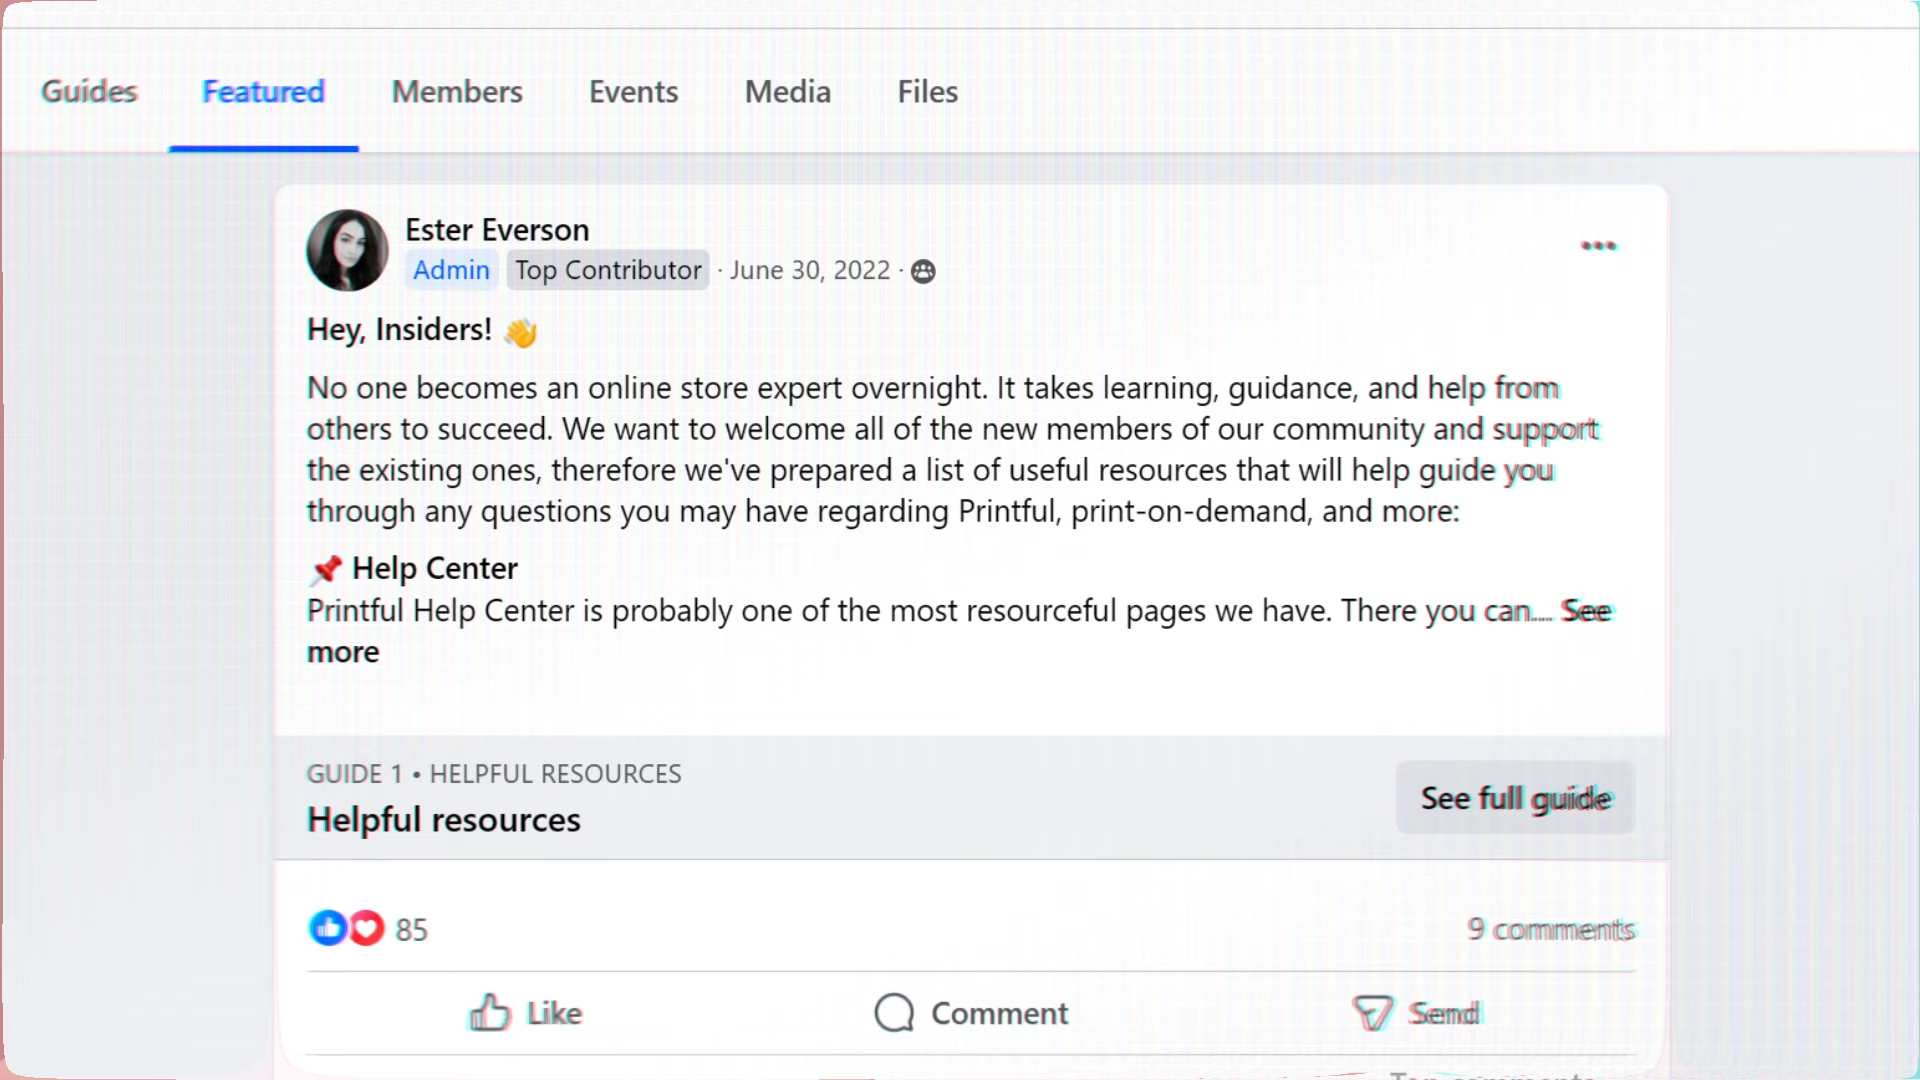 Guides Featured Members Events Media Files
Ester Everson
Admin Top Contributor · June 30, 2022 ·
Hey, Insiders! 👋
No one becomes an online store expert overnight. It takes learning, guidance, and help from
others to succeed. We want to welcome all of the new members of our community and support
the existing ones, therefore we've prepared a list of useful resources that will help guide you
through any questions you may have regarding Printful, print-on-demand, and more:
📌 Help Center
Printful Help Center is probably one of the most resourceful pages we have. There you can.... See
more
GUIDE 1 • HELPFUL RESOURCES
Helpful resources
See full guide
85
9 comments
Like Comment Send